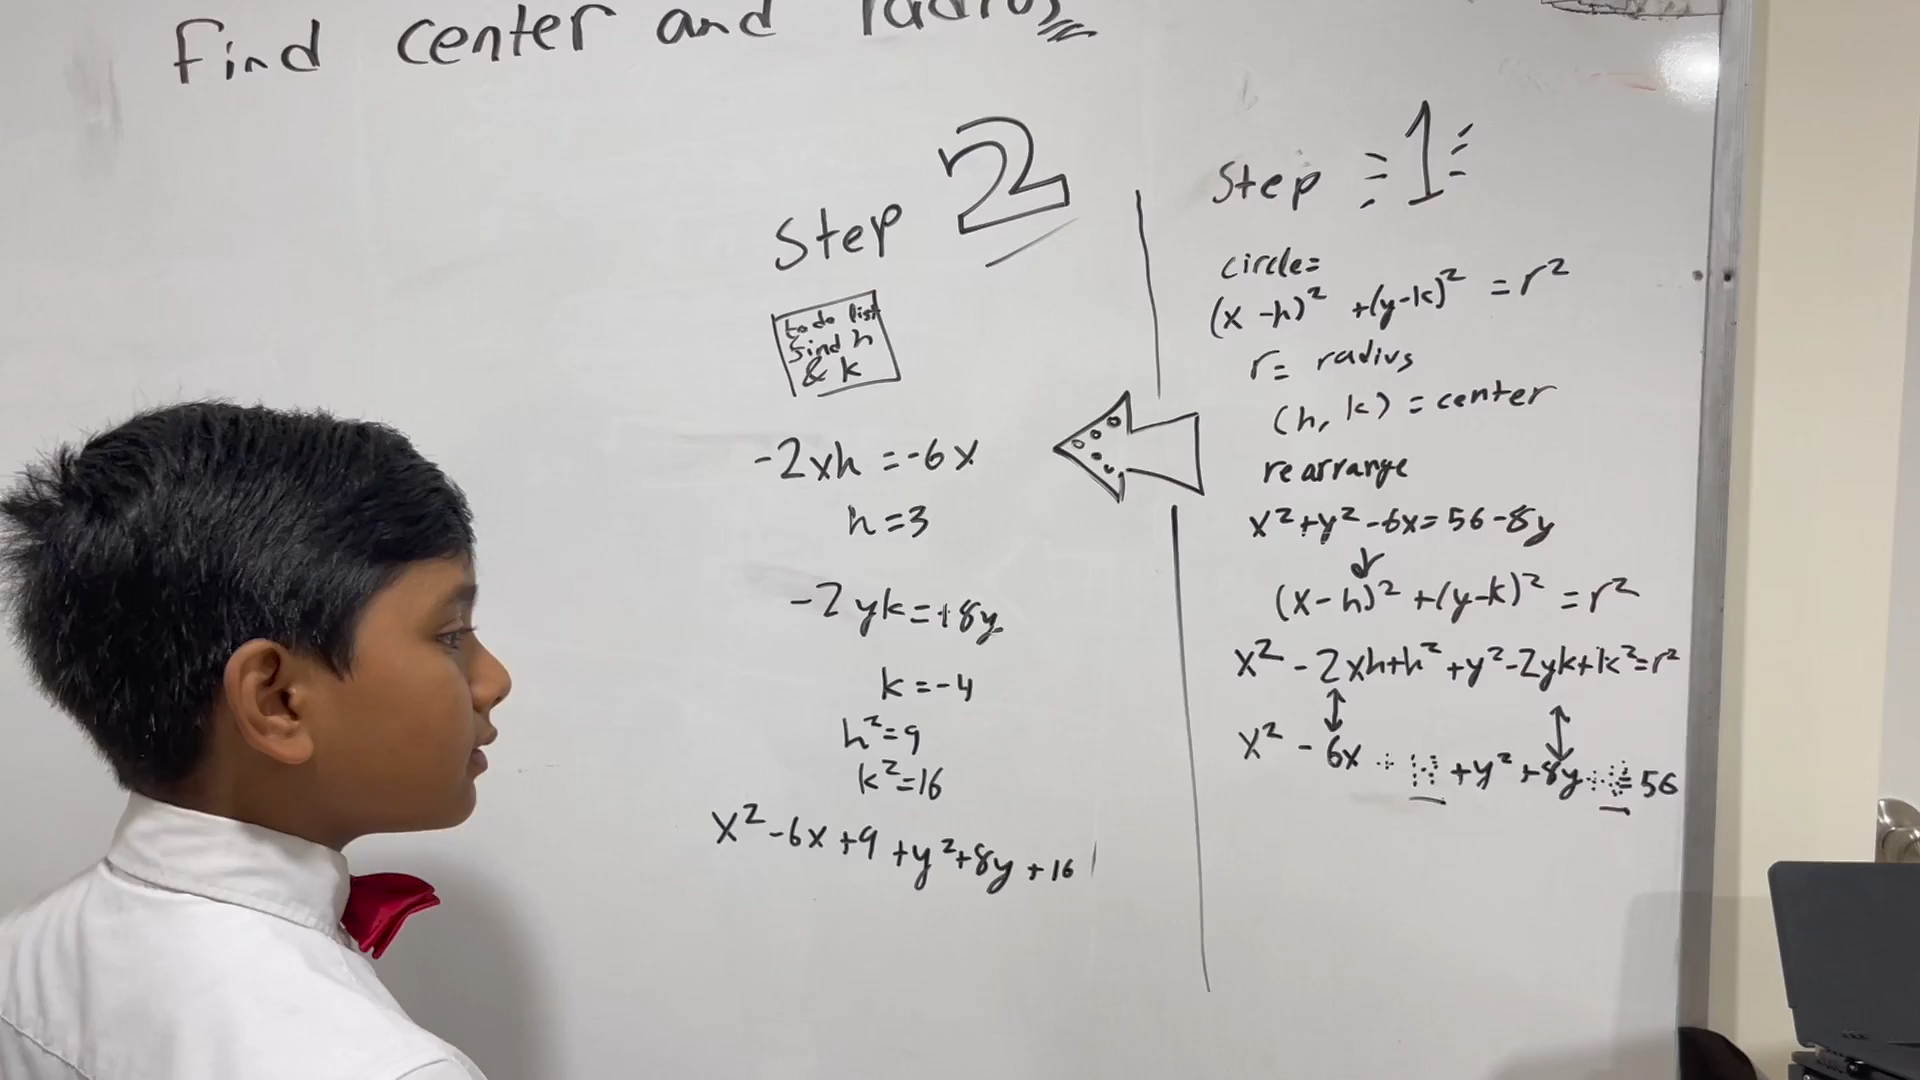 Find center and radius
Step 1
circle=
(x-h)² +(y-k)² = r²
r= radius
(h, k) = center
rearrange
x²+y²-6x=56-8y
(x-h)² +(y-k)² = r²
x² - 2xh+h² +y²-2yk+k²=r²
x² - 6x + +y² +8y + = 56
Step 2
to do list
find h
& k
-2xh = -6x
h = 3
-2yk=+8y
k = -4
h²=9
k²=16
x²-6x+9 +y²+8y +16